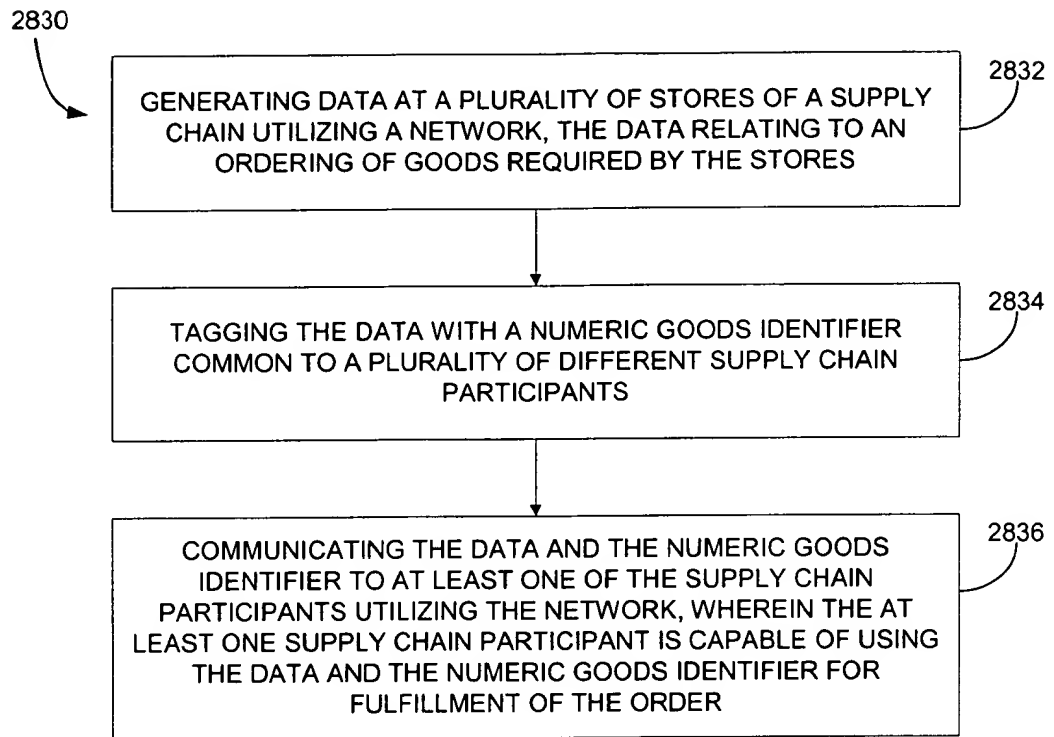 2830
2832
GENERATING DATA AT A PLURALITY OF STORES OF A SUPPLY
CHAIN UTILIZING A NETWORK, THE DATA RELATING TO AN
ORDERING OF GOODS REQUIRED BY THE STORES
2834
TAGGING THE DATA WITH A NUMERIC GOODS IDENTIFIER
COMMON TO A PLURALITY OF DIFFERENT SUPPLY CHAIN
PARTICIPANTS
2836
COMMUNICATING THE DATA AND THE NUMERIC GOODS
IDENTIFIER TO AT LEAST ONE OF THE SUPPLY CHAIN
PARTICIPANTS UTILIZING THE NETWORK, WHEREIN THE AT
LEAST ONE SUPPLY CHAIN PARTICIPANT IS CAPABLE OF USING
THE DATA AND THE NUMERIC GOODS IDENTIFIER FOR
FULFILLMENT OF THE ORDER